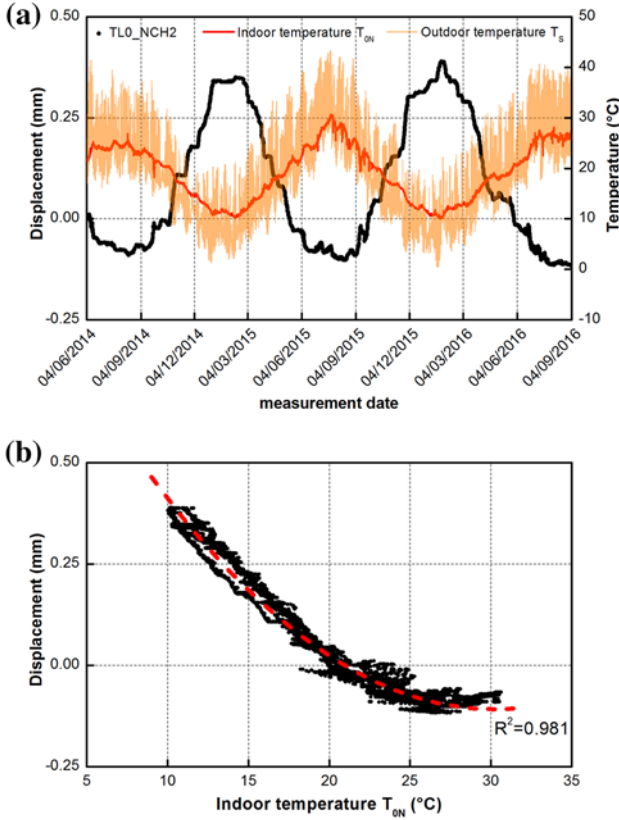 (a)
TL0_NCH2 Indoor temperature T0N Outdoor temperature TS
0.50
0.25
0.00
-0.25
Displacement (mm)
50
40
30
20
10
0
-10
Temperature (°C)
04/06/2014 04/09/2014 04/12/2014 04/03/2015 04/06/2015 04/09/2015 04/12/2015 04/03/2016 04/06/2016 04/09/2016
measurement date
(b)
0.50
0.25
0.00
-0.25
Displacement (mm)
R²=0.981
5 10 15 20 25 30 35
Indoor temperature T0N (°C)